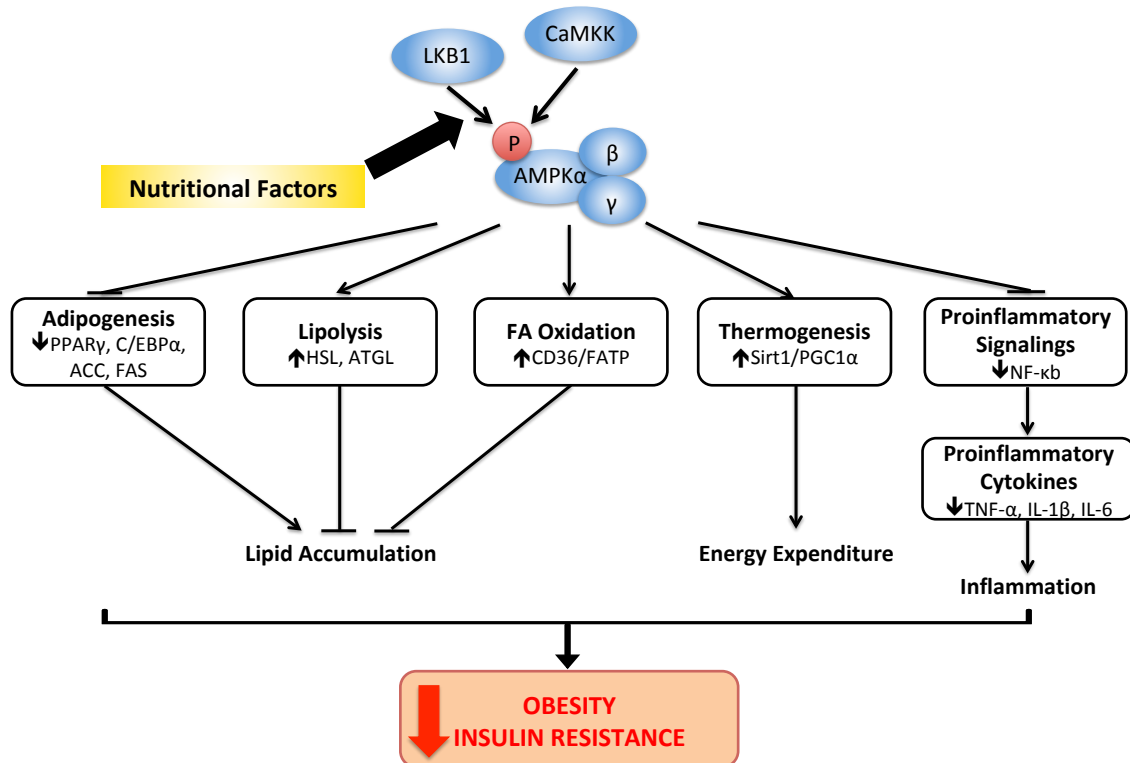 CaMKK
LKB1
P
β
AMPKα
γ
Nutritional Factors
Adipogenesis
🡻PPARγ, C/EBPα,
ACC, FAS
Lipolysis
🡹HSL, ATGL
FA Oxidation
🡹CD36/FATP
Thermogenesis
🡹Sirt1/PGC1α
Proinflammatory
Signalings
🡻NF-κb
Proinflammatory
Cytokines
🡻TNF-α, IL-1β, IL-6
Lipid Accumulation
Energy Expenditure
Inflammation
OBESITY
INSULIN RESISTANCE